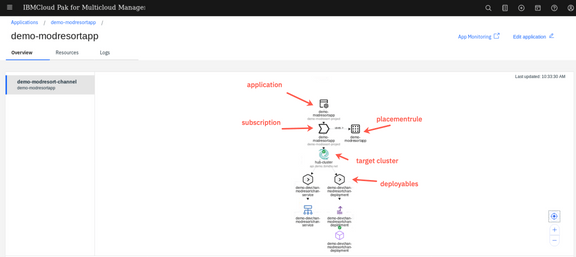 IBMCloud Pak for Multicloud Manage
Applications / demo-modresortapp /
demo-modresortapp
App Monitoring
Edit application
Overview
Resources
Logs
Last updated: 10:33:30 AM
demo-modresort-channel
demo-modresortapp
application
demo-
modresortapp
subscription
placementrule
demo-
modresortapp
demo-
modresortapp
target cluster
hub-cluster
deployables
demo-devchan-
modresortchan-
service
demo-devchan-
modresortchan-
deployment
demo-devchan-
modresortchan-
service
demo-devchan-
modresortchan-
deployment
demo-devchan-
modresortchan-
deployment